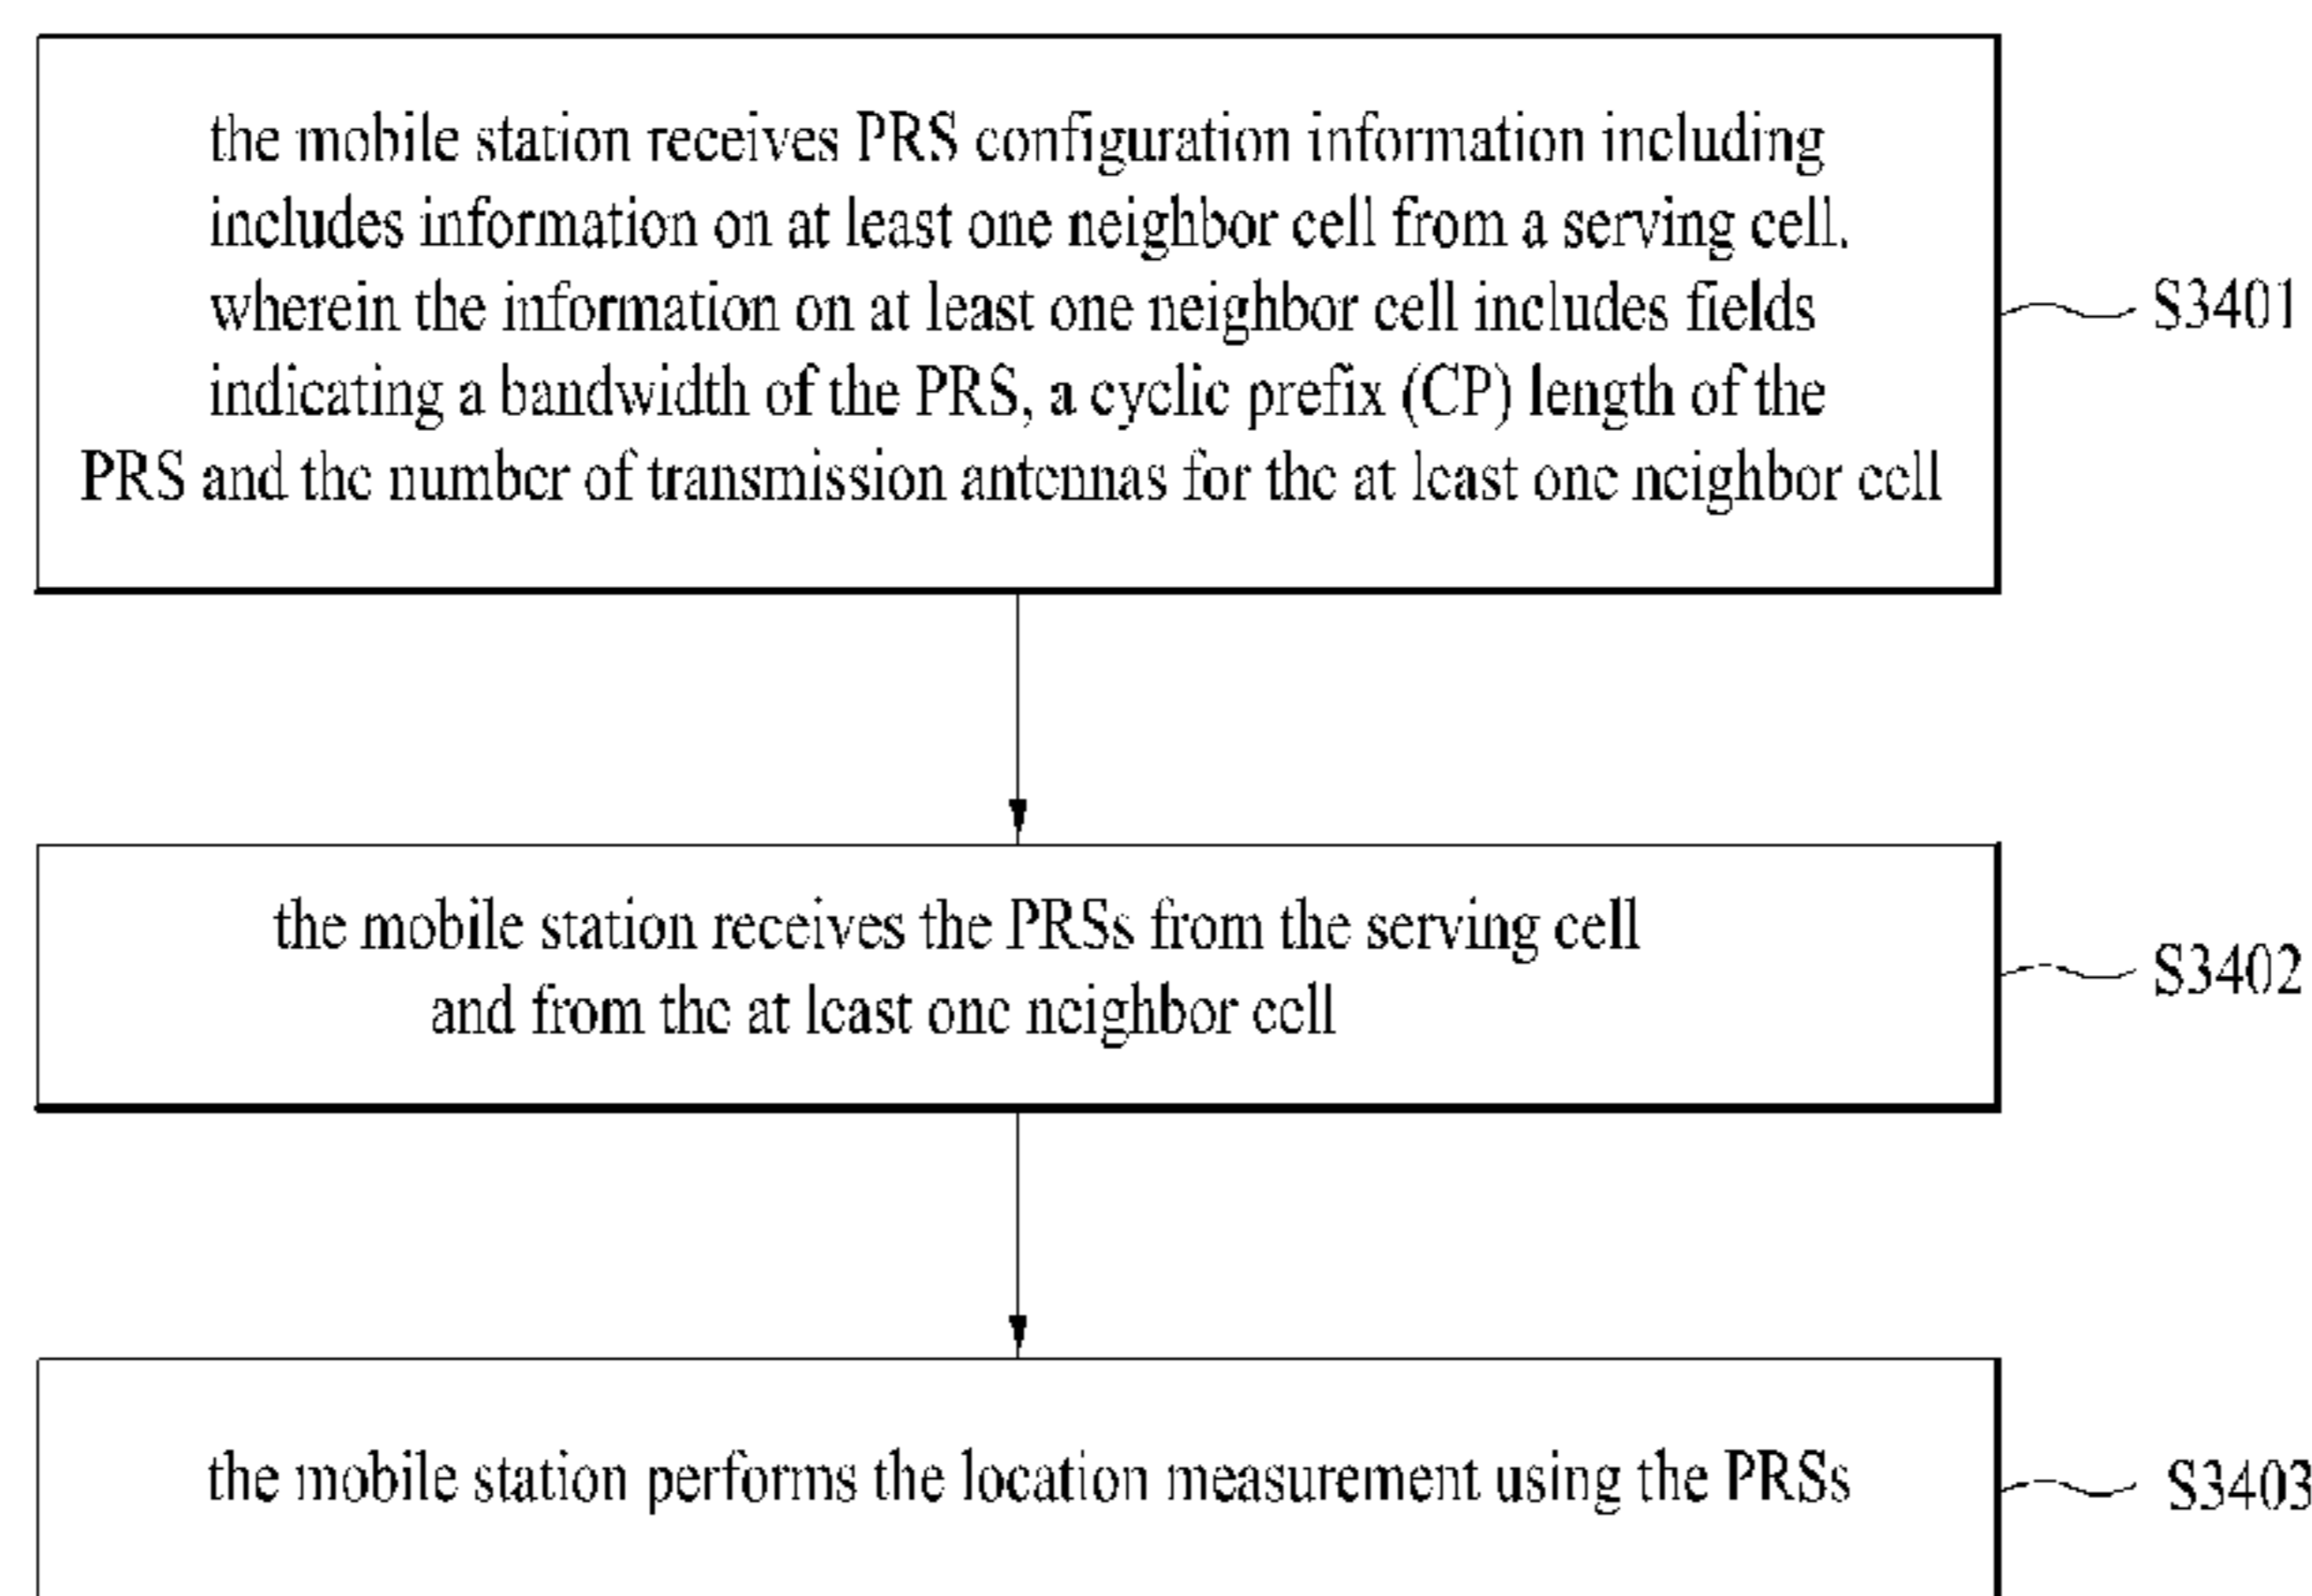 the mobile station receives PRS configuration information including
includes information on at least one neighbor cell from a serving cell.
wherein the information on at least one neighbor cell includes fields
indicating a bandwidth of the PRS, a cyclic prefix (CP) length of the
PRS and the number of transmission antennas for the at least one neighbor cell
S3401
the mobile station receives the PRSs from the serving cell
and from the at least one neighbor cell
S3402
the mobile station performs the location measurement using the PRSs
S3403